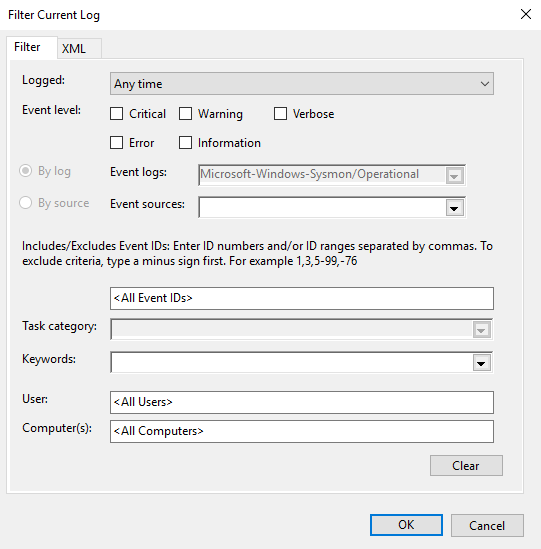 Filter Current Log
Filter XML
Logged: Any time
Event level: Critical Warning Verbose
Error Information
By log Event logs: Microsoft-Windows-Sysmon/Operational
By source Event sources:
Includes/Excludes Event IDs: Enter ID numbers and/or ID ranges separated by commas. To
exclude criteria, type a minus sign first. For example 1,3,5-99,-76
<All Event IDs>
Task category:
Keywords:
User: <All Users>
Computer(s): <All Computers>
Clear
OK Cancel